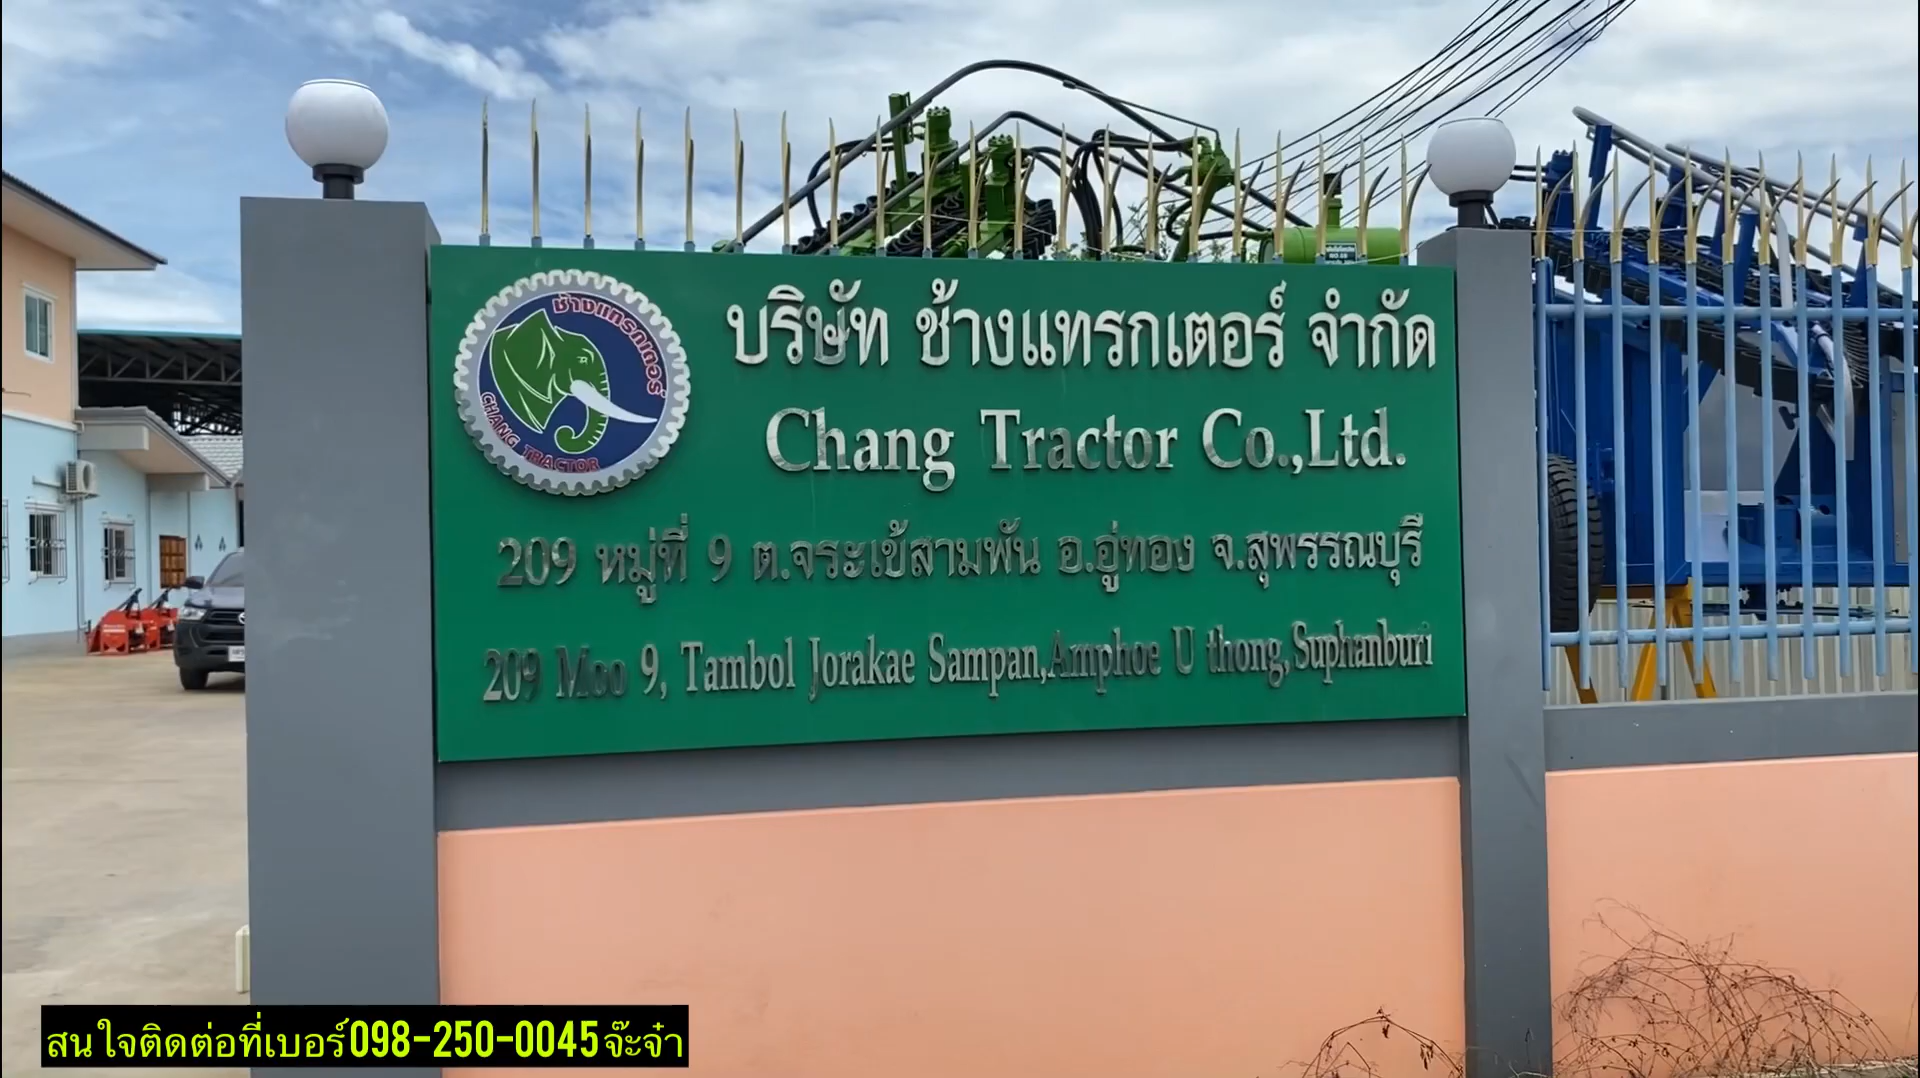 ช้างแทรกเตอร์
CHANG TRACTOR
บริษัท ช้างแทรกเตอร์ จำกัด
Chang Tractor Co.,Ltd.
209 หมู่ที่ 9 ต.จระเข้สามพัน อ.อู่ทอง จ.สุพรรณบุรี
209 Moo 9, Tambol Jorakae Sampan,Amphoe U thong,Suphanburi
สนใจติดต่อที่เบอร์098-250-0045จ๊ะจ๋า